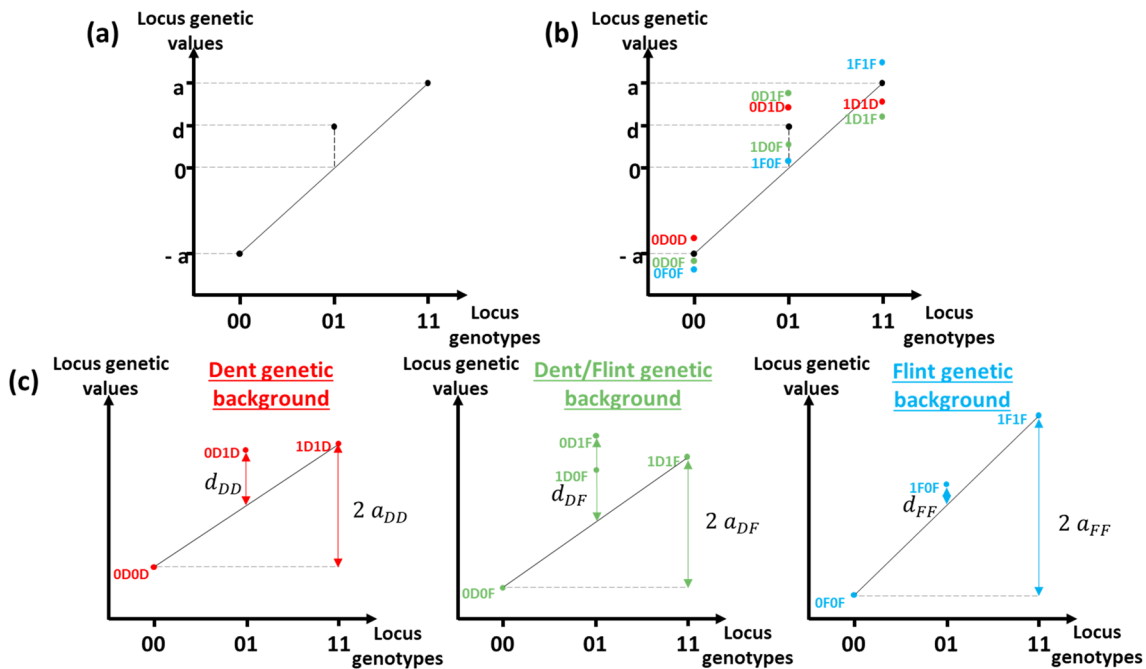 (a)
Locus genetic
values
a
d
0
- a
00
01
11
Locus
genotypes
(b)
Locus genetic
values
a
d
0
- a
1F1F
0D1F
0D1D
1D1D
1D1F
1D0F
1F0F
0D0D
0D0F
0F0F
00
01
11
Locus
genotypes
(c)
Locus genetic
values
Dent genetic
background
0D1D
1D1D
d_DD
2 a_DD
0D0D
00
01
11
Locus
genotypes
Locus genetic
values
Dent/Flint genetic
background
0D1F
1D0F
1D1F
d_DF
2 a_DF
0D0F
00
01
11
Locus
genotypes
Locus genetic
values
Flint genetic
background
1F1F
1F0F
d_FF
2 a_FF
0F0F
00
01
11
Locus
genotypes